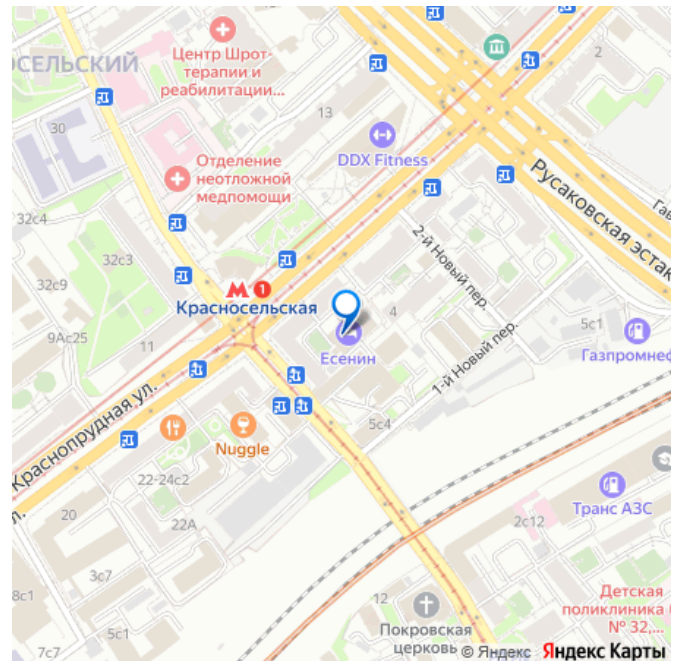 ОСЕЛЬСКИЙ
Центр Шрот-
терапии и
реабилитации...
2
13
30
DDX Fitness
Отделение
неотложной
медпомощи
Русаковская эстак
Га
32с4
32с3
32с9
2-й Новый пер.
М 1
Красносельская
4
9Ас25
11
Есенин
5с1
Газпромнеф
1-й Новый пер.
Краснопрудная ул.
5с4
Nuggle
22-24с2
л.
20
22А
Транс АЗС
2с12
3с7
8с1
12
Детская
поликлиника
№ 32,...
5с1
7с7
Покровская
церковь
© Яндекс Яндекс Карты